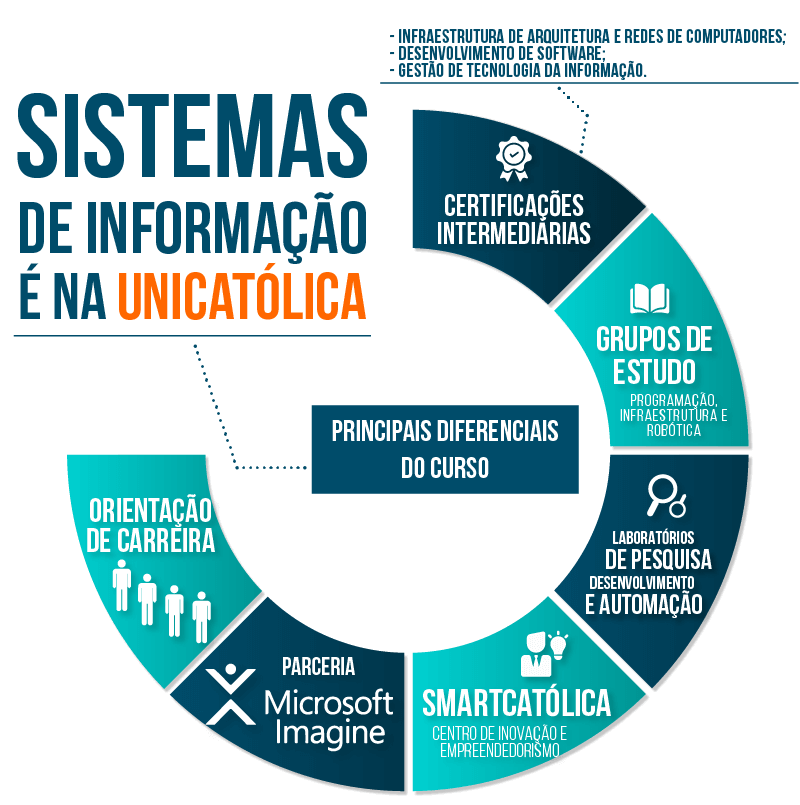 - INFRAESTRUTURA DE ARQUITETURA E REDES DE COMPUTADORES;
- DESENVOLVIMENTO DE SOFTWARE;
- GESTÃO DE TECNOLOGIA DA INFORMAÇÃO.
SISTEMAS
DE INFORMAÇÃO
É NA UNICATÓLICA
PRINCIPAIS DIFERENCIAIS
DO CURSO
CERTIFICAÇÕES
INTERMEDIÁRIAS
GRUPOS DE
ESTUDO
PROGRAMAÇÃO,
INFRAESTRUTURA E
ROBÓTICA
LABORATÓRIOS
DE PESQUISA
DESENVOLVIMENTO
E AUTOMAÇÃO
SMARTCATÓLICA
CENTRO DE INOVAÇÃO E
EMPREENDEDORISMO
PARCERIA
Microsoft
Imagine
ORIENTAÇÃO
DE CARREIRA